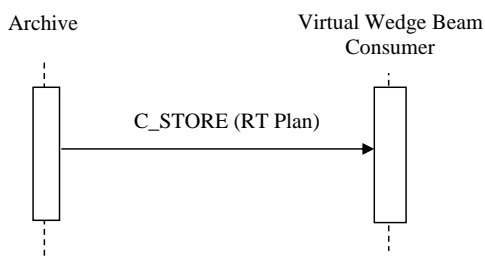 Archive
Virtual Wedge Beam
Consumer
C_STORE (RT Plan)